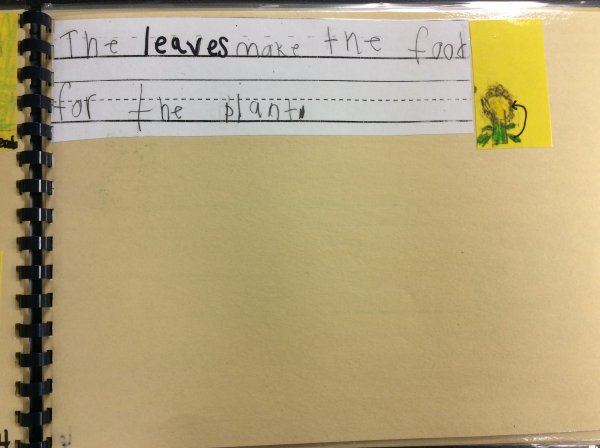 The leaves make the food
for the plant.